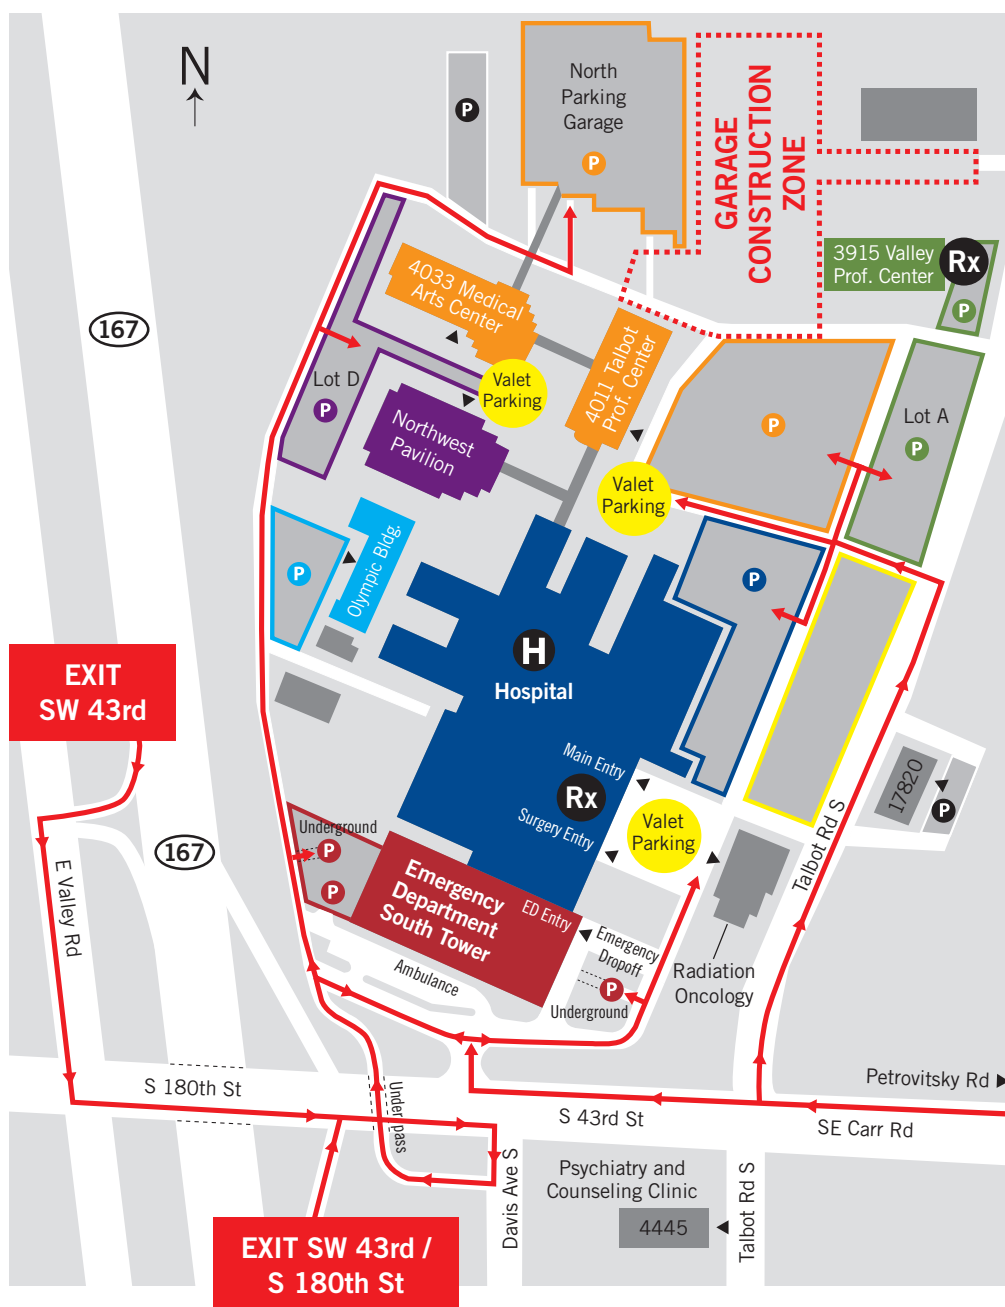 N
P
North
Parking
Garage
P
GARAGE
CONSTRUCTION
ZONE
3915 Valley
Prof. Center
Rx
P
167
4033 Medical
Arts Center
4011 Talbot
Prof. Center
Lot D
P
Valet
Parking
Northwest
Pavilion
P
Lot A
P
Valet
Parking
P
Olympic Bldg.
P
H
Hospital
EXIT
SW 43rd
Main Entry
Rx
Surgery Entry
Valet
Parking
17820
P
Talbot Rd S
167
E Valley Rd
Underground
P
P
Emergency
Department
South Tower
ED Entry
Emergency
Dropoff
P
Underground
Ambulance
Radiation
Oncology
Petrovitsky Rd
S 180th St
Underpass
S 43rd St
SE Carr Rd
Davis Ave S
Psychiatry and
Counseling Clinic
4445
Talbot Rd S
EXIT SW 43rd /
S 180th St